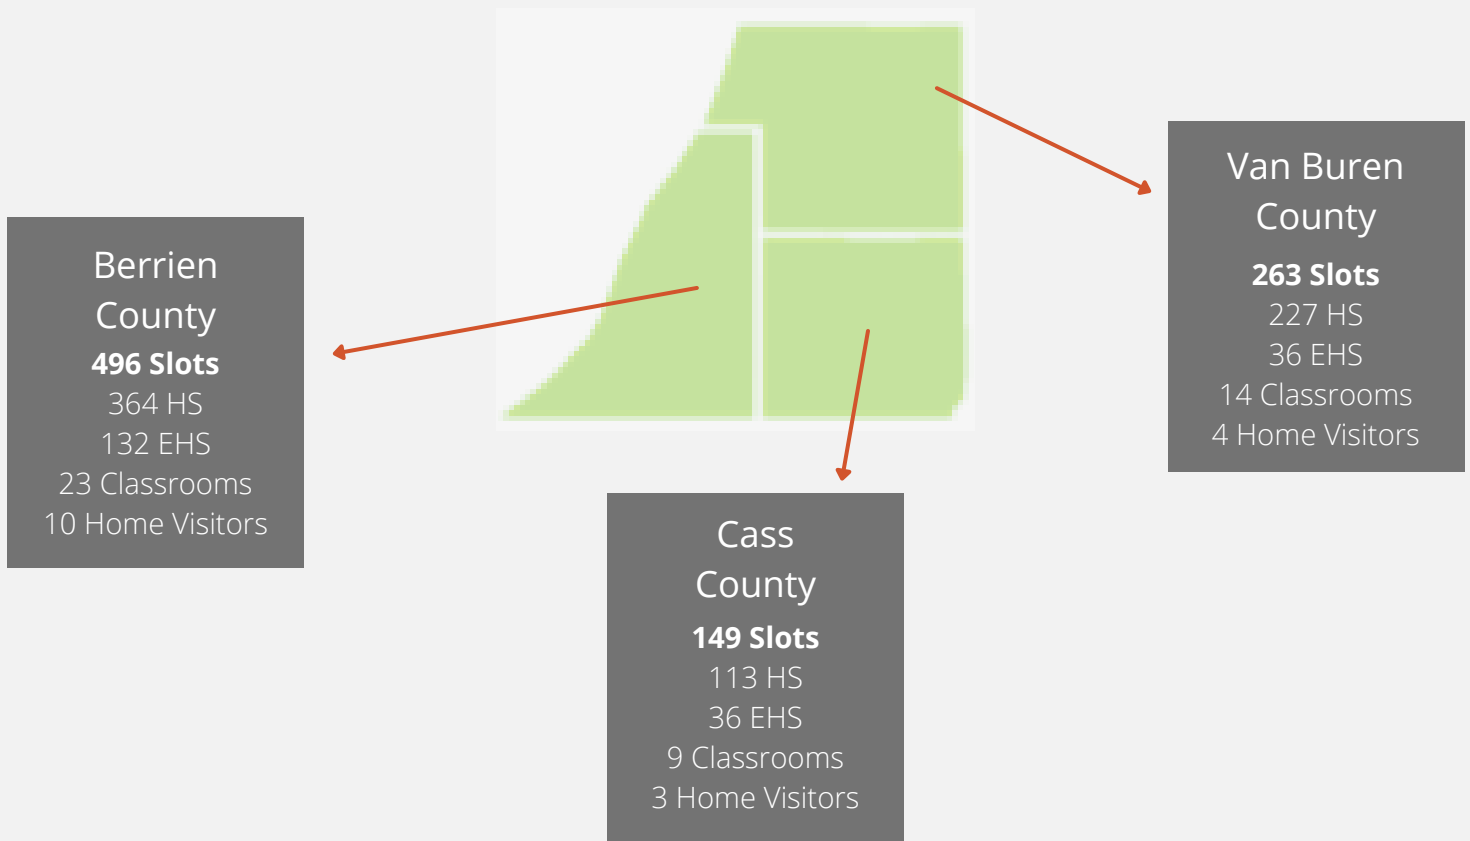 Berrien
County
496 Slots
364 HS
132 EHS
23 Classrooms
10 Home Visitors
Cass
County
149 Slots
113 HS
36 EHS
9 Classrooms
3 Home Visitors
Van Buren
County
263 Slots
227 HS
36 EHS
14 Classrooms
4 Home Visitors